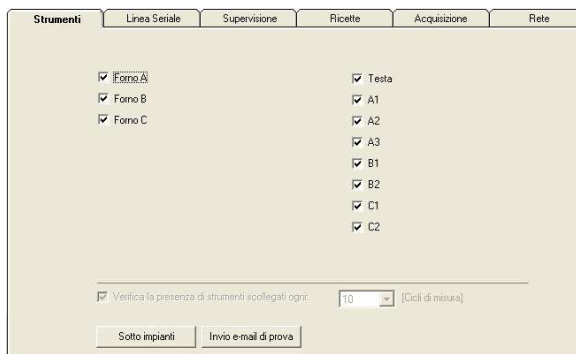 Strumenti Linea Seriale Supervisione Ricette Acquisizione Rete
Forno A Testa
Forno B A1
Forno C A2
A3
B1
B2
C1
C2
Verifica la presenza di strumenti scollegati ogni: 10 [Cicli di misura]
Sotto impianti Invio e-mail di prova